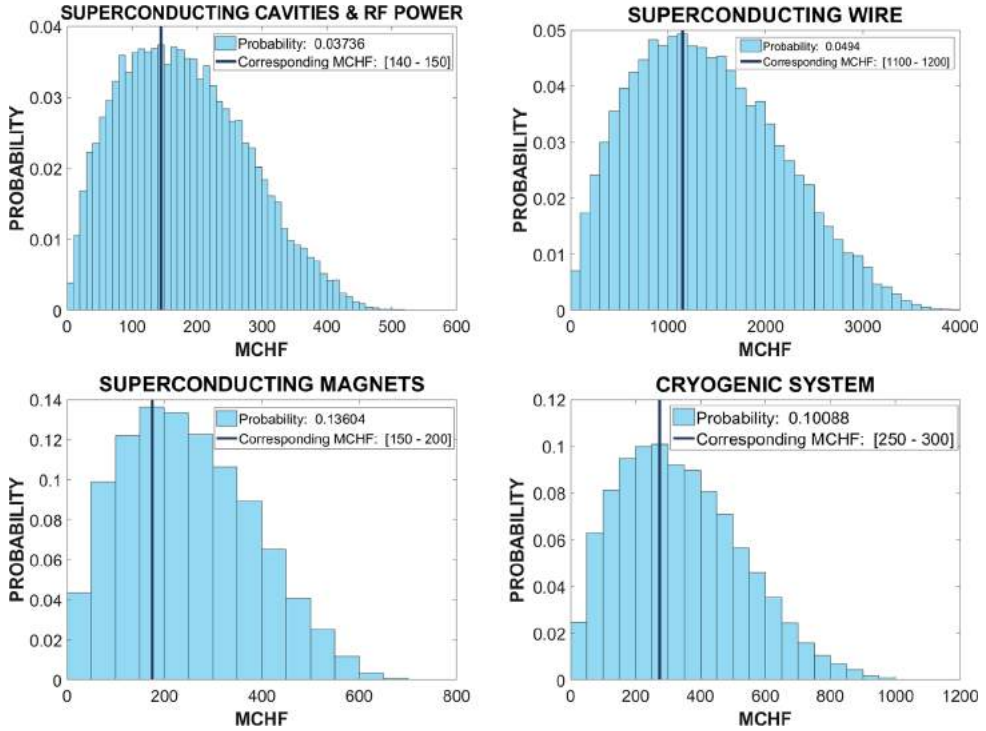 SUPERCONDUCTING CAVITIES & RF POWER
0.04
0.03
0.02
0.01
0
PROBABILITY
Probability: 0.03736
Corresponding MCHF: [140 - 150]
0 100 200 300 400 500 600
MCHF
SUPERCONDUCTING WIRE
0.05
0.04
0.03
0.02
0.01
0
PROBABILITY
Probability: 0.0494
Corresponding MCHF: [1100 - 1200]
0 1000 2000 3000 4000
MCHF
SUPERCONDUCTING MAGNETS
0.14
0.12
0.1
0.08
0.06
0.04
0.02
0
PROBABILITY
Probability: 0.13604
Corresponding MCHF: [150 - 200]
0 200 400 600 800
MCHF
CRYOGENIC SYSTEM
0.12
0.1
0.08
0.06
0.04
0.02
0
PROBABILITY
Probability: 0.10088
Corresponding MCHF: [250 - 300]
0 200 400 600 800 1000 1200
MCHF